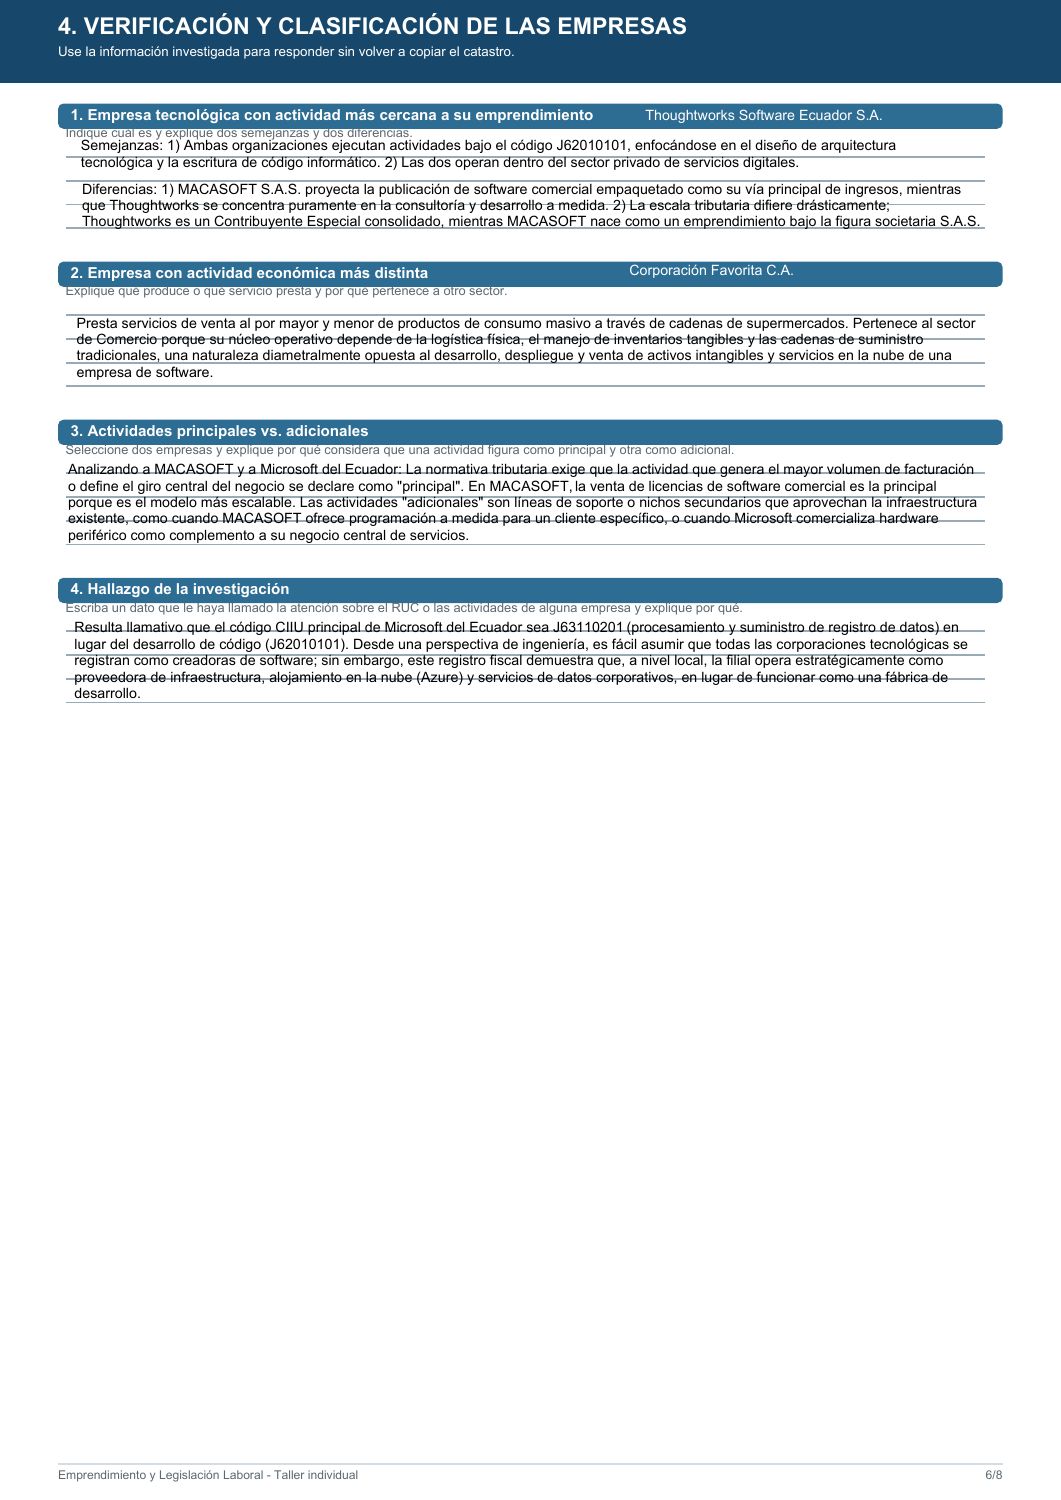 4. VERIFICACIÓN Y CLASIFICACIÓN DE LAS EMPRESAS
Use la información investigada para responder sin volver a copiar el catastro.
1. Empresa tecnológica con actividad más cercana a su emprendimiento Thoughtworks Software Ecuador S.A.
Indique cuál es y explique dos semejanzas y dos diferencias.
Semejanzas: 1) Ambas organizaciones ejecutan actividades bajo el código J62010101, enfocándose en el diseño de arquitectura
tecnológica y la escritura de código informático. 2) Las dos operan dentro del sector privado de servicios digitales.
Diferencias: 1) MACASOFT S.A.S. proyecta la publicación de software comercial empaquetado como su vía principal de ingresos, mientras
que Thoughtworks se concentra puramente en la consultoría y desarrollo a medida. 2) La escala tributaria difiere drásticamente;
Thoughtworks es un Contribuyente Especial consolidado, mientras MACASOFT nace como un emprendimiento bajo la figura societaria S.A.S.
2. Empresa con actividad económica más distinta Corporación Favorita C.A.
Explique qué produce o qué servicio presta y por qué pertenece a otro sector.
Presta servicios de venta al por mayor y menor de productos de consumo masivo a través de cadenas de supermercados. Pertenece al sector
de Comercio porque su núcleo operativo depende de la logística física, el manejo de inventarios tangibles y las cadenas de suministro
tradicionales, una naturaleza diametralmente opuesta al desarrollo, despliegue y venta de activos intangibles y servicios en la nube de una
empresa de software.
3. Actividades principales vs. adicionales
Seleccione dos empresas y explique por qué considera que una actividad figura como principal y otra como adicional.
Analizando a MACASOFT y a Microsoft del Ecuador: La normativa tributaria exige que la actividad que genera el mayor volumen de facturación
o define el giro central del negocio se declare como "principal". En MACASOFT, la venta de licencias de software comercial es la principal
porque es el modelo más escalable. Las actividades "adicionales" son líneas de soporte o nichos secundarios que aprovechan la infraestructura
existente, como cuando MACASOFT ofrece programación a medida para un cliente específico, o cuando Microsoft comercializa hardware
periférico como complemento a su negocio central de servicios.
4. Hallazgo de la investigación
Escriba un dato que le haya llamado la atención sobre el RUC o las actividades de alguna empresa y explique por qué.
Resulta llamativo que el código CIIU principal de Microsoft del Ecuador sea J63110201 (procesamiento y suministro de registro de datos) en
lugar del desarrollo de código (J62010101). Desde una perspectiva de ingeniería, es fácil asumir que todas las corporaciones tecnológicas se
registran como creadoras de software; sin embargo, este registro fiscal demuestra que, a nivel local, la filial opera estratégicamente como
proveedora de infraestructura, alojamiento en la nube (Azure) y servicios de datos corporativos, en lugar de funcionar como una fábrica de
desarrollo.
Emprendimiento y Legislación Laboral - Taller individual 6/8